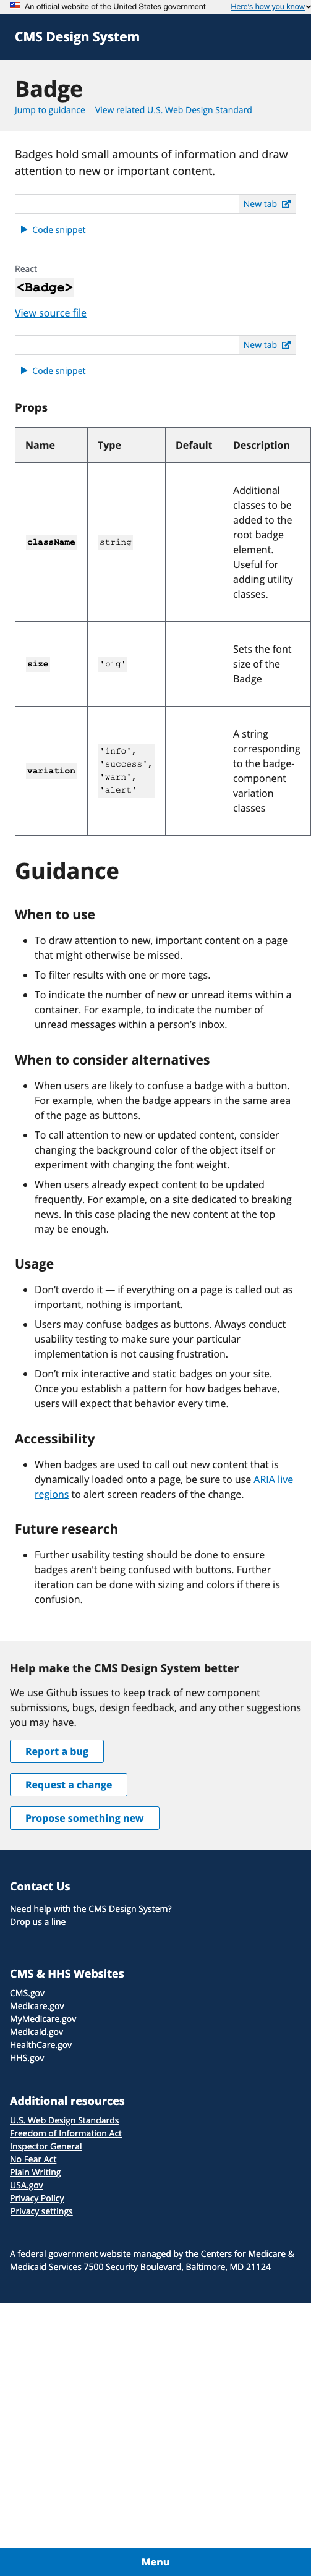 An official website of the United States government Here's how you know
CMS Design System
Badge
Jump to guidance View related U.S. Web Design Standard
Badges hold small amounts of information and draw
attention to new or important content.
New tab
Code snippet
React
<Badge>
View source file
New tab
Code snippet
Props
Name Type Default Description
className string Additional
classes to be
added to the
root badge
element.
Useful for
adding utility
classes.
size 'big' Sets the font
size of the
Badge
variation 'info',
'success',
'warn',
'alert'
A string
corresponding
to the badge-
component
variation
classes
Guidance
When to use
• To draw attention to new, important content on a page
that might otherwise be missed.
• To filter results with one or more tags.
• To indicate the number of new or unread items within a
container. For example, to indicate the number of
unread messages within a person’s inbox.
When to consider alternatives
• When users are likely to confuse a badge with a button.
For example, when the badge appears in the same area
of the page as buttons.
• To call attention to new or updated content, consider
changing the background color of the object itself or
experiment with changing the font weight.
• When users already expect content to be updated
frequently. For example, on a site dedicated to breaking
news. In this case placing the new content at the top
may be enough.
Usage
• Don’t overdo it — if everything on a page is called out as
important, nothing is important.
• Users may confuse badges as buttons. Always conduct
usability testing to make sure your particular
implementation is not causing frustration.
• Don’t mix interactive and static badges on your site.
Once you establish a pattern for how badges behave,
users will expect that behavior every time.
Accessibility
• When badges are used to call out new content that is
dynamically loaded onto a page, be sure to use ARIA live
regions to alert screen readers of the change.
Future research
• Further usability testing should be done to ensure
badges aren't being confused with buttons. Further
iteration can be done with sizing and colors if there is
confusion.
Help make the CMS Design System better
We use Github issues to keep track of new component
submissions, bugs, design feedback, and any other suggestions
you may have.
Report a bug
Request a change
Propose something new
Contact Us
Need help with the CMS Design System?
Drop us a line
CMS & HHS Websites
CMS.gov
Medicare.gov
MyMedicare.gov
Medicaid.gov
HealthCare.gov
HHS.gov
Additional resources
U.S. Web Design Standards
Freedom of Information Act
Inspector General
No Fear Act
Plain Writing
USA.gov
Privacy Policy
Privacy settings
A federal government website managed by the Centers for Medicare &
Medicaid Services 7500 Security Boulevard, Baltimore, MD 21124
Menu